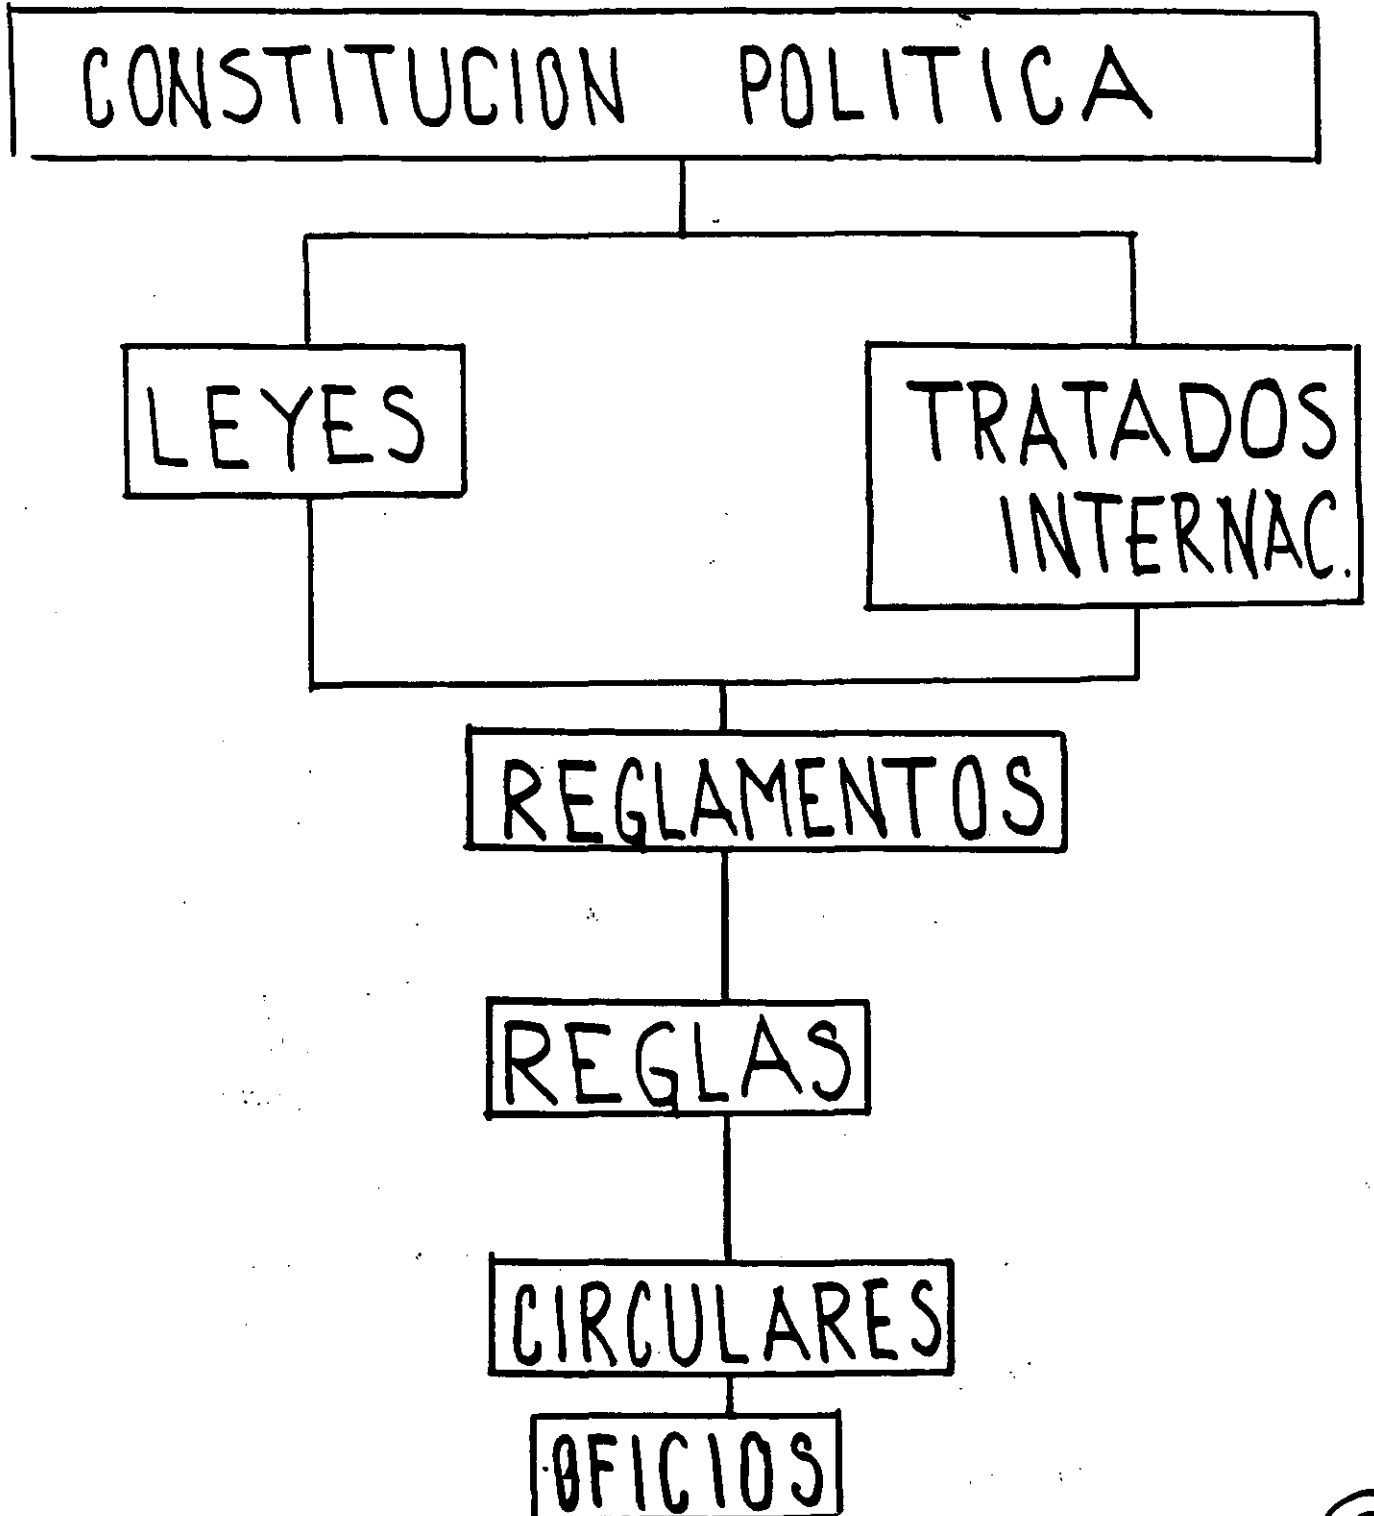 CONSTITUCION POLITICA
LEYES
TRATADOS
INTERNAC.
REGLAMENTOS
REGLAS
CIRCULARES
OFICIOS